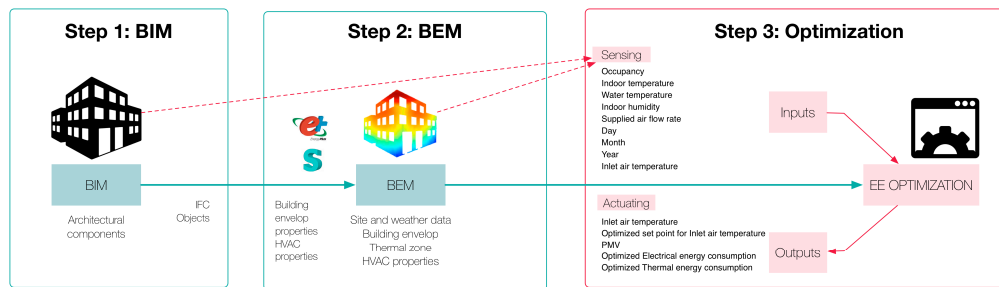 Step 1: BIM
BIM
Architectural
components
IFC
Objects
Step 2: BEM
e+
S
Building
envelop
properties
HVAC
properties
BEM
Site and weather data
Building envelop
Thermal zone
HVAC properties
Step 3: Optimization
Sensing
Occupancy
Indoor temperature
Water temperature
Indoor humidity
Supplied air flow rate
Day
Month
Year
Inlet air temperature
Inputs
EE OPTIMIZATION
Actuating
Inlet air temperature
Optimized set point for Inlet air temperature
PMV
Optimized Electrical energy consumption
Optimized Thermal energy consumption
Outputs